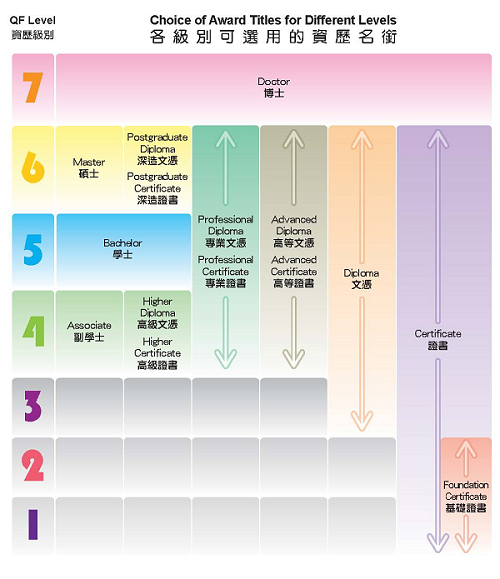 QF Level
資歷級別
Choice of Award Titles for Different Levels
各級別可選用的資歷名銜
7
Doctor
博士
6
Master
碩士
Postgraduate
Diploma
深造文憑
Postgraduate
Certificate
深造證書
5
Bachelor
學士
Professional
Diploma
專業文憑
Professional
Certificate
專業證書
Advanced
Diploma
高等文憑
Advanced
Certificate
高等證書
Diploma
文憑
4
Associate
副學士
Higher
Diploma
高級文憑
Higher
Certificate
高級證書
Certificate
證書
3
2
Foundation
Certificate
基礎證書
1